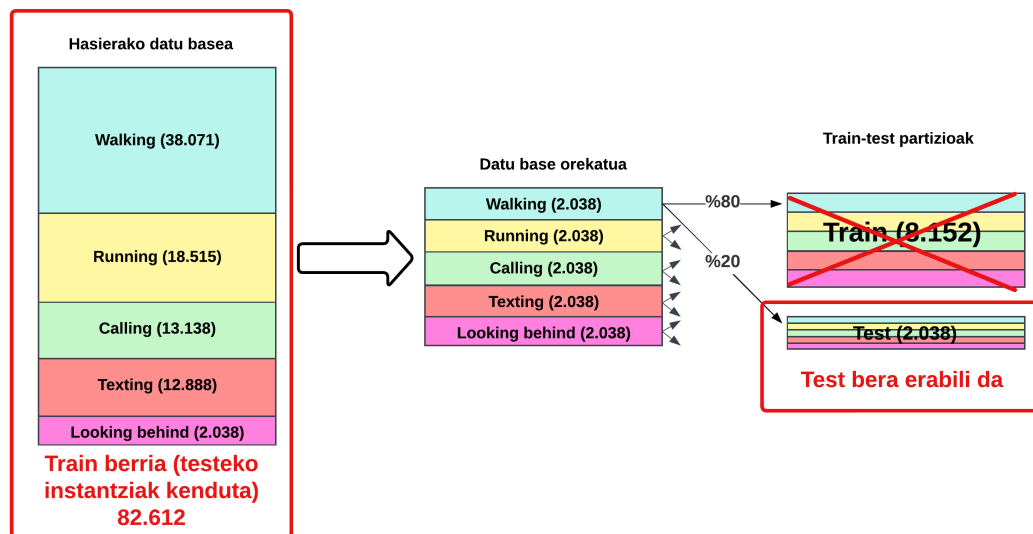 Hasierako datu basea
Walking (38.071)
Running (18.515)
Calling (13.138)
Texting (12.888)
Looking behind (2.038)
Train berria (testeko
instantziak kenduta)
82.612
Datu base orekatua
Walking (2.038)
Running (2.038)
Calling (2.038)
Texting (2.038)
Looking behind (2.038)
%80
%20
Train-test partizioak
Train (8.152)
Test (2.038)
Test bera erabili da